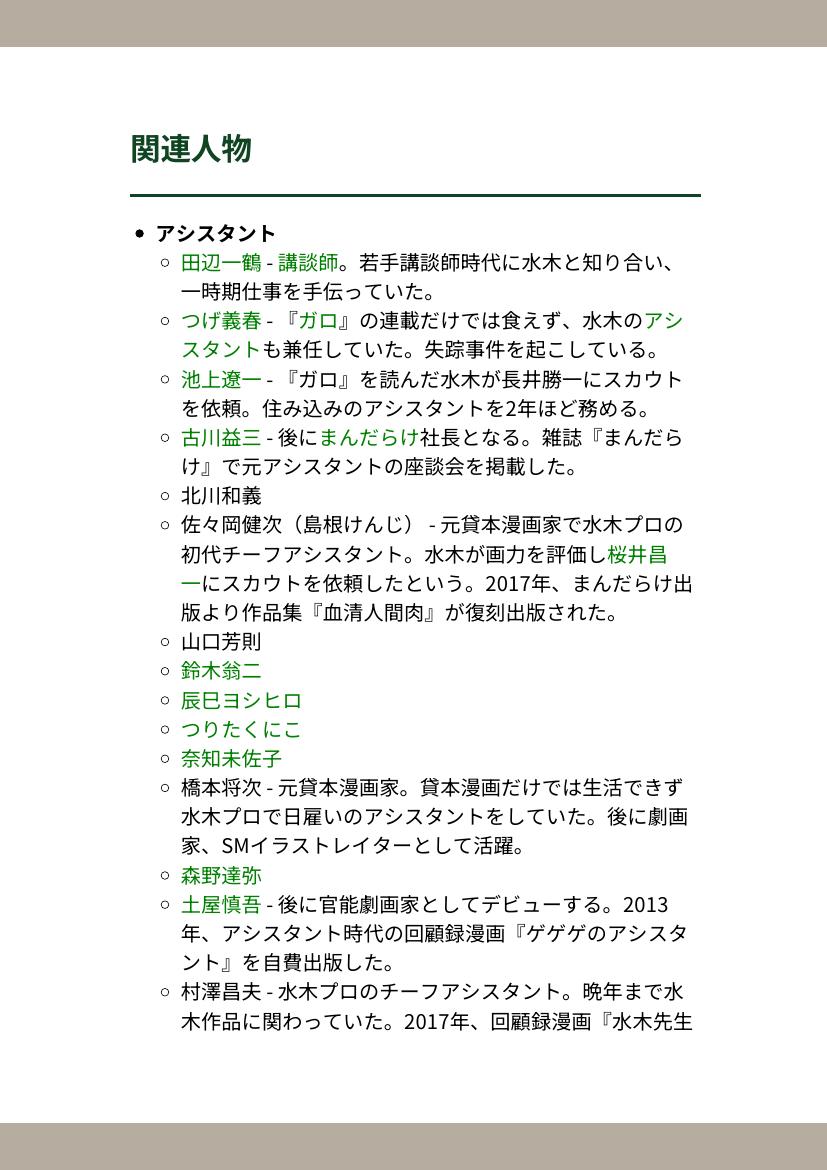 関連人物
アシスタント
田辺一鶴 - 講談師。若手講談師時代に水木と知り合い、
一時期仕事を手伝っていた。
つげ義春 - 『ガロ』の連載だけでは食えず、水木のアシ
スタントも兼任していた。失踪事件を起こしている。
池上遼一 - 『ガロ』を読んだ水木が長井勝一にスカウト
を依頼。住み込みのアシスタントを2年ほど務める。
古川益三 - 後にまんだらけ社長となる。雑誌『まんだら
け』で元アシスタントの座談会を掲載した。
北川和義
佐々岡健次（島根けんじ） - 元貸本漫画家で水木プロの
初代チーフアシスタント。水木が画力を評価し桜井昌
一にスカウトを依頼したという。2017年、まんだらけ出
版より作品集『血清人間肉』が復刻出版された。
山口芳則
鈴木翁二
辰巳ヨシヒロ
つりたくにこ
奈知未佐子
橋本将次 - 元貸本漫画家。貸本漫画だけでは生活できず
水木プロで日雇いのアシスタントをしていた。後に劇画
家、SMイラストレイターとして活躍。
森野達弥
土屋慎吾 - 後に官能劇画家としてデビューする。2013
年、アシスタント時代の回顧録漫画『ゲゲゲのアシスタ
ント』を自費出版した。
村澤昌夫 - 水木プロのチーフアシスタント。晩年まで水
木作品に関わっていた。2017年、回顧録漫画『水木先生